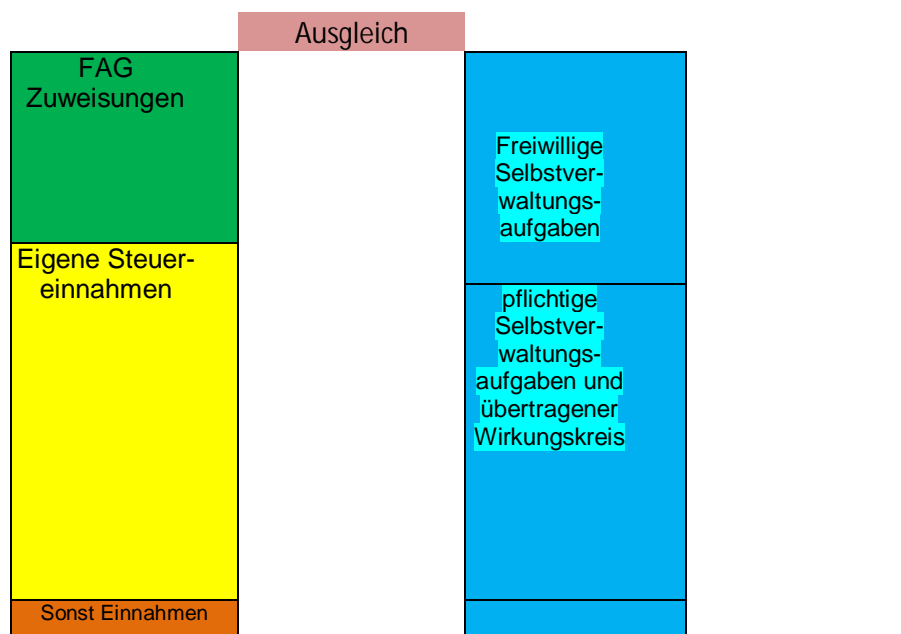 Ausgleich
FAG
Zuweisungen
Eigene Steuer-
einnahmen
Sonst Einnahmen
Freiwillige
Selbstver-
waltungs-
aufgaben
pflichtige
Selbstver-
waltungs-
aufgaben und
übertragener
Wirkungskreis